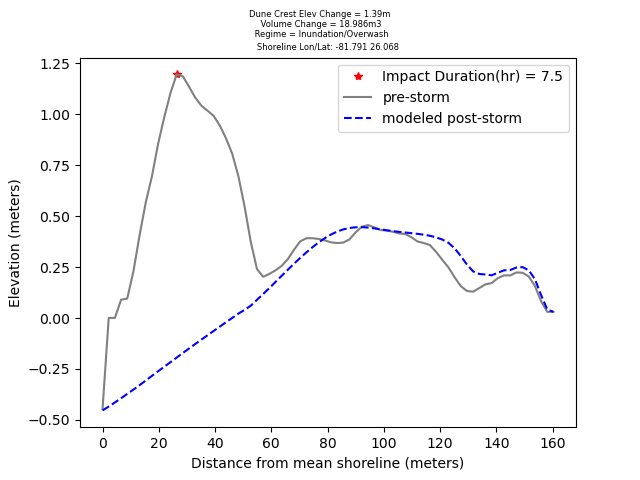 Dune Crest Elev Change = 1.39m
Volume Change = 18.986m3
Regime = Inundation/Overwash
Shoreline Lon/Lat: -81.791 26.068
Impact Duration(hr) = 7.5
pre-storm
modeled post-storm
1.25
1.00
0.75
0.50
0.25
0.00
−0.25
−0.50
Elevation (meters)
0 20 40 60 80 100 120 140 160
Distance from mean shoreline (meters)